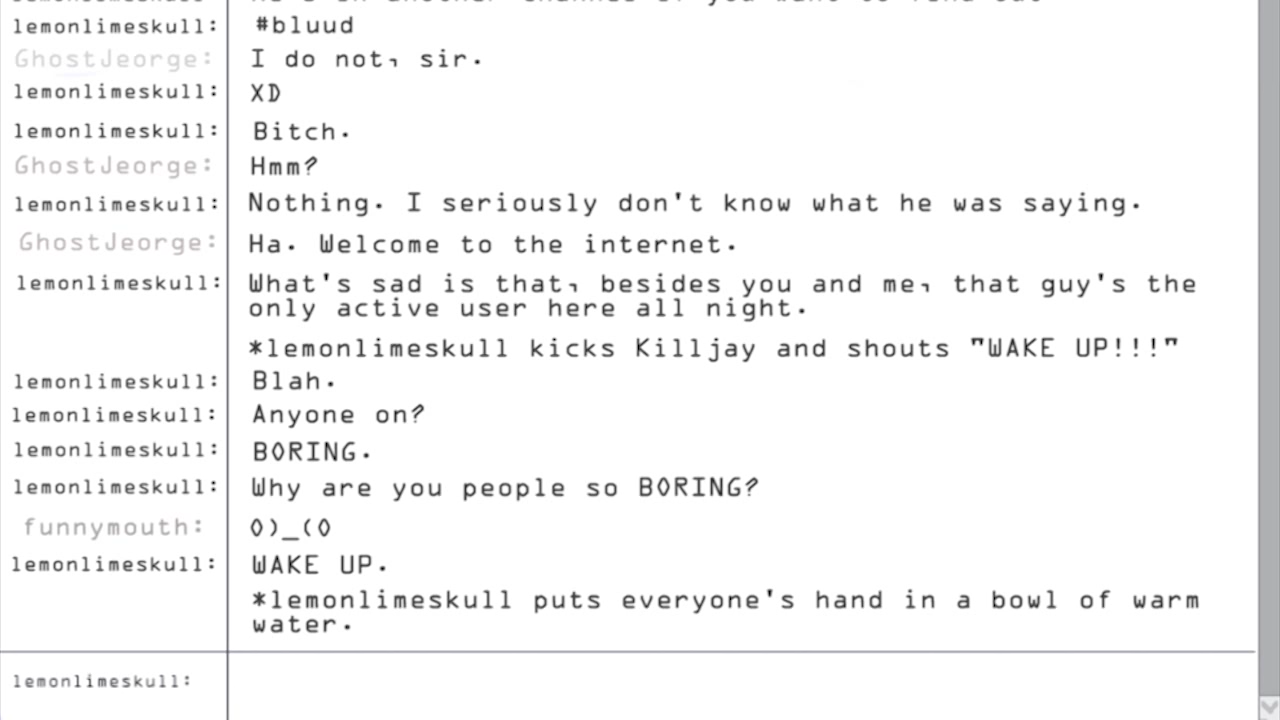 lemonlimeskull: #bluud
GhostJeorge: I do not, sir.
lemonlimeskull: XD
lemonlimeskull: Bitch.
GhostJeorge: Hmm?
lemonlimeskull: Nothing. I seriously don't know what he was saying.
GhostJeorge: Ha. Welcome to the internet.
lemonlimeskull: What's sad is that, besides you and me, that guy's the
only active user here all night.
*lemonlimeskull kicks Killjay and shouts "WAKE UP!!!"
lemonlimeskull: Blah.
lemonlimeskull: Anyone on?
lemonlimeskull: BORING.
lemonlimeskull: Why are you people so BORING?
funnymouth: 0)_(0
lemonlimeskull: WAKE UP.
*lemonlimeskull puts everyone's hand in a bowl of warm
water.
lemonlimeskull: